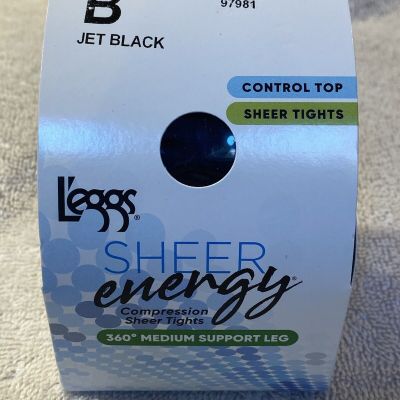 B
97981
JET BLACK
CONTROL TOP
SHEER TIGHTS
L'eggs®
SHEER
energy®
Compression
Sheer Tights
360° MEDIUM SUPPORT LEG